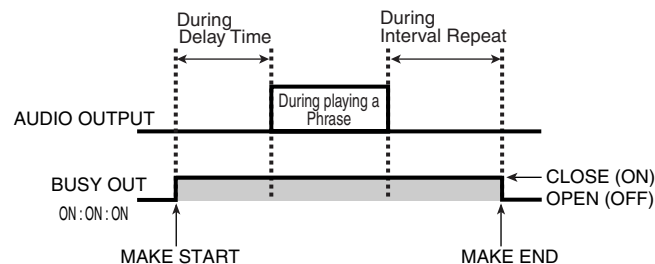 During
Delay Time
During
Interval Repeat
AUDIO OUTPUT
During playing a
Phrase
BUSY OUT
ON : ON : ON
CLOSE (ON)
OPEN (OFF)
MAKE START
MAKE END